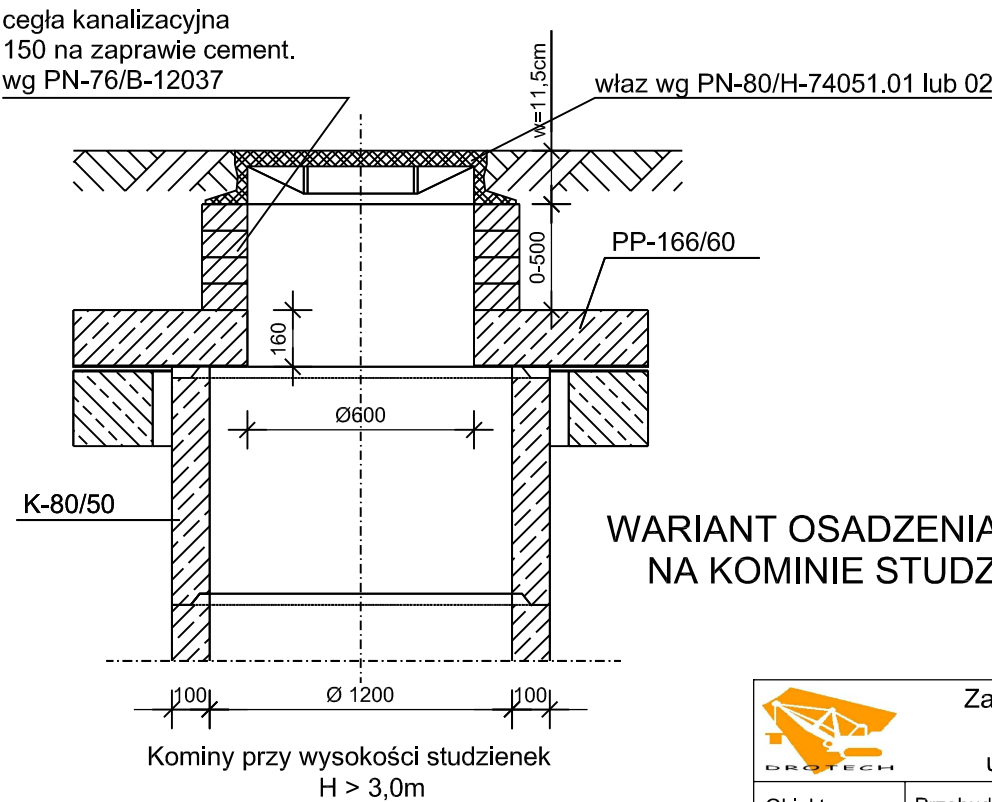 cegła kanalizacyjna
150 na zaprawie cement.
wg PN-76/B-12037
w=11,5cm
właz wg PN-80/H-74051.01 lub 02
0-500
PP-166/60
160
Ø600
K-80/50
WARIANT OSADZENIA
NA KOMINIE STUDZ
100
Ø 1200
100
Kominy przy wysokości studzienek
H > 3,0m
Za
DROTECH